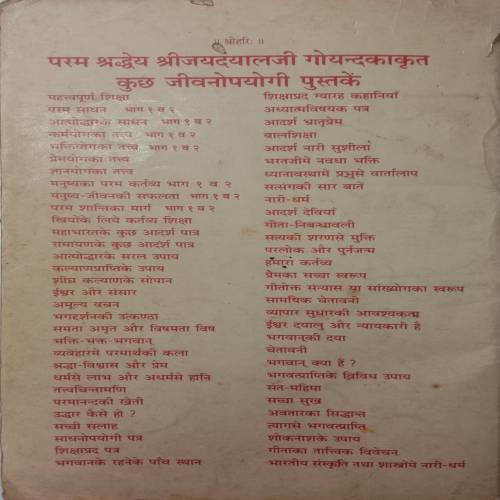 ॥ श्रीहरिः ॥
परम श्रद्धेय श्रीजयदयालजी गोयन्दकाकृत
कुछ जीवनोपयोगी पुस्तकें
महत्त्वपूर्ण शिक्षा
परम साधन भाग १ व २
आत्मोद्धारके साधन भाग १ व २
कर्मयोगका तत्त्व भाग १ व २
भक्तियोगका तत्त्व भाग १ व २
प्रेमयोगका तत्त्व
ज्ञानयोगका तत्त्व
मनुष्यका परम कर्तव्य भाग १ व २
मनुष्य-जीवनकी सफलता भाग १ व २
परम शान्तिका मार्ग भाग १ व २
स्त्रियोंके लिये कर्तव्य शिक्षा
महाभारतके कुछ आदर्श पात्र
रामायणके कुछ आदर्श पात्र
आत्मोद्धारके सरल उपाय
कल्याणप्राप्तिके उपाय
शीघ्र कल्याणके सोपान
ईश्वर और संसार
अमूल्य वचन
भगवद्दर्शनकी उत्कण्ठा
समता अमृत और विषमता विष
भक्ति-भक्त-भगवान्
व्यवहारमें परमार्थकी कला
श्रद्धा-विश्वास और प्रेम
धर्मसे लाभ और अधर्मसे हानि
तत्त्वचिन्तामणि
परमानन्दकी खेती
उद्धार कैसे हो ?
सच्ची सलाह
साधनोपयोगी पत्र
शिक्षाप्रद पत्र
भगवानके रहनेके पाँच स्थान
शिक्षाप्रद ग्यारह कहानियाँ
अध्यात्मविषयक पत्र
आदर्श भ्रातृप्रेम
बालशिक्षा
आदर्श नारी सुशीला
भरतजीमें नवधा भक्ति
ध्यानावस्थामें प्रभुसे वार्तालाप
सत्संगकी सार बातें
नारी-धर्म
आदर्श देवियाँ
गीता-निबन्धावली
सत्यकी शरणसे मुक्ति
परलोक और पुर्नजन्म
हमारा कर्तव्य
प्रेमका सच्चा स्वरूप
गीतोक्त संन्यास या सांख्योगका स्वरूप
सामयिक चेतावनी
व्यापार सुधारकी आवश्यकता
ईश्वर दयालु और न्यायकारी है
भगवान्‌की दया
चेतावनी
भगवान् क्या हैं ?
भगवत्प्राप्तिके विविध उपाय
संत-महिमा
सच्चा सुख
अवतारका सिद्धान्त
त्यागसे भगवत्प्राप्ति
शोकनाशके उपाय
गीताका तात्त्विक विवेचन
भारतीय संस्कृति तथा शास्त्रोंमें नारी-धर्म